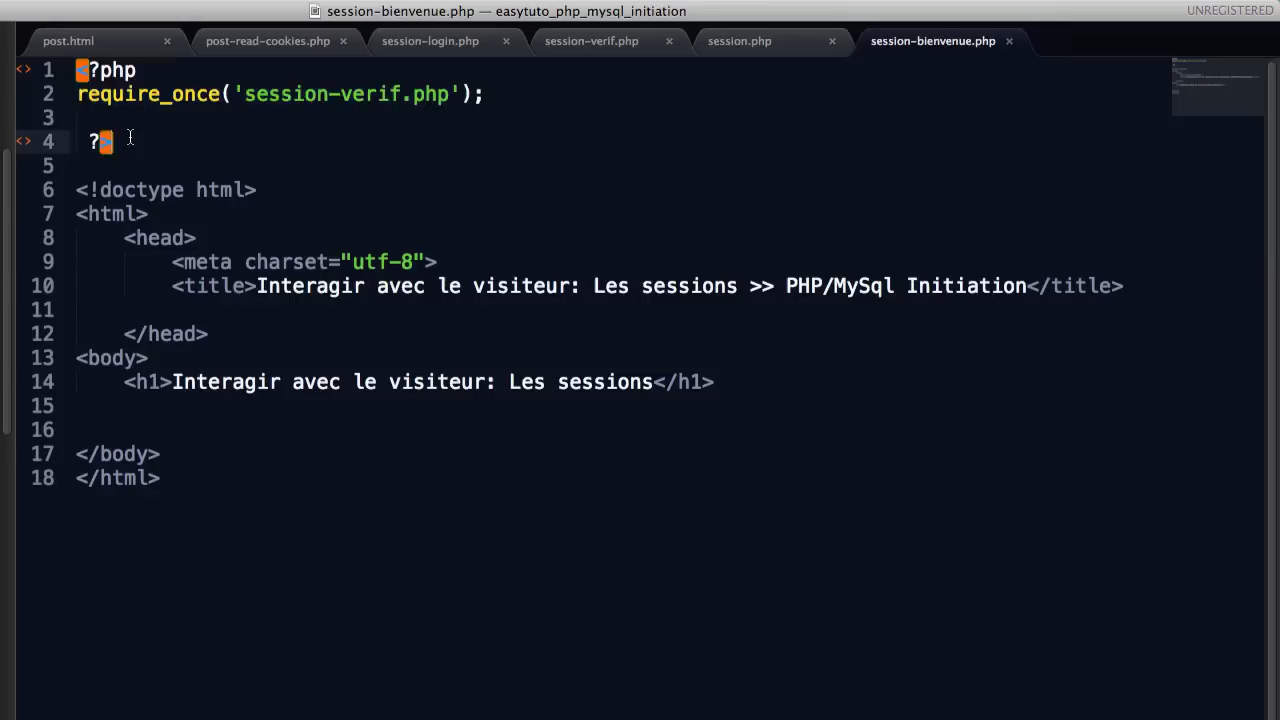 session-bienvenue.php — easytuto_php_mysql_initiation
UNREGISTERED
post.html × post-read-cookies.php × session-login.php × session-verif.php × session.php × session-bienvenue.php ×
<> 1 <?php
2 require_once('session-verif.php');
3
<> 4 ?>
5
6 <!doctype html>
7 <html>
8 <head>
9 <meta charset="utf-8">
10 <title>Interagir avec le visiteur: Les sessions >> PHP/MySql Initiation</title>
11
12 </head>
13 <body>
14 <h1>Interagir avec le visiteur: Les sessions</h1>
15
16
17 </body>
18 </html>